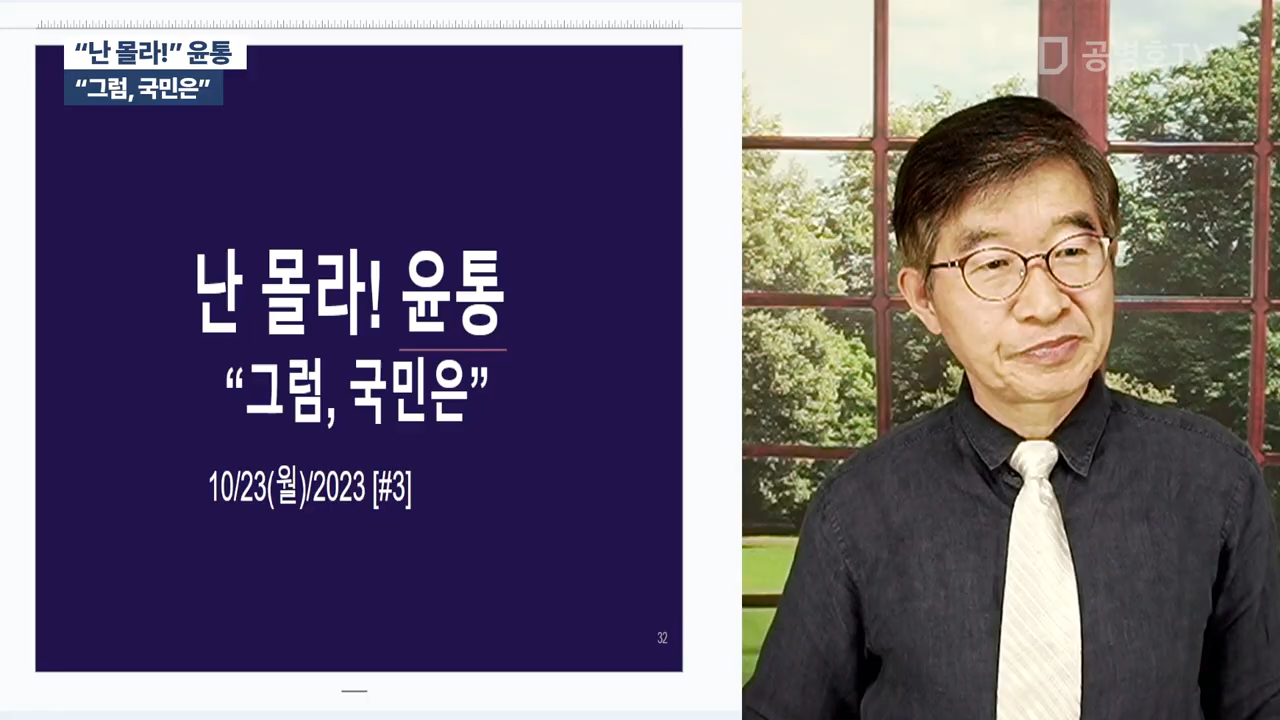 “난 몰라!” 윤통
“그럼, 국민은”
공병호TV
난 몰라! 윤통
“그럼, 국민은”
10/23(월)/2023 [#3]
32